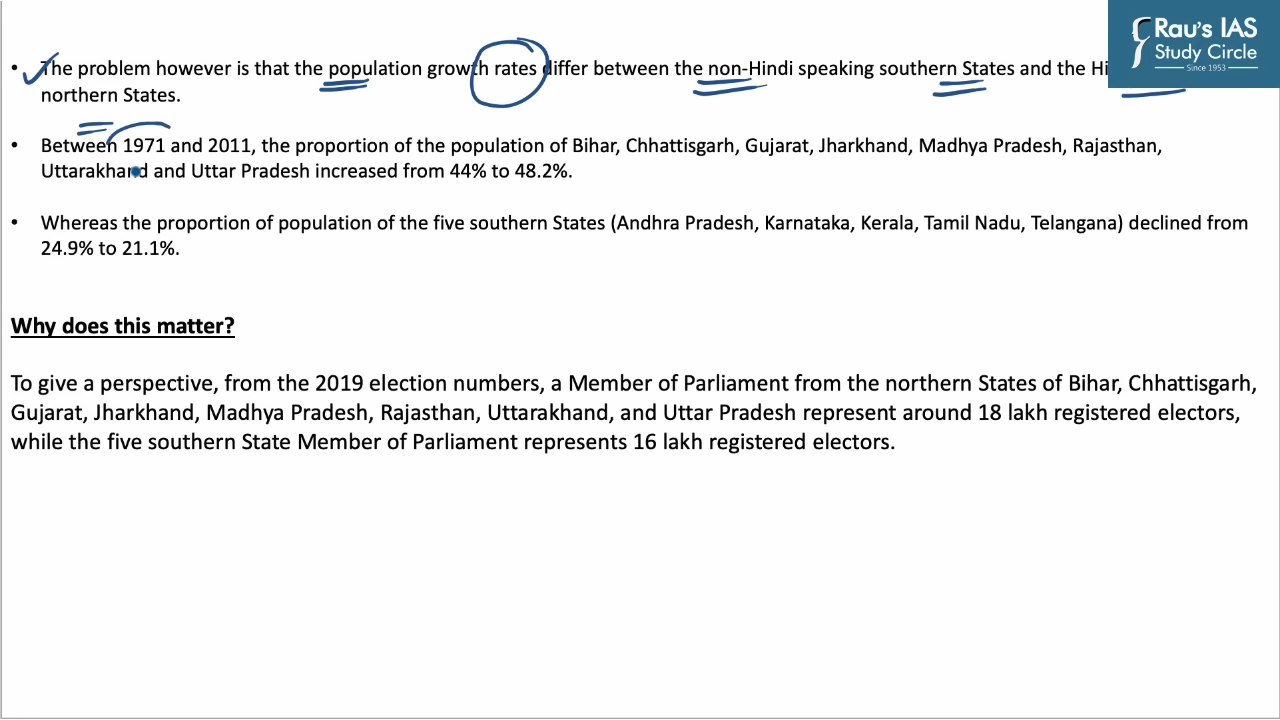 Rau's IAS
Study Circle
Since 1953
• The problem however is that the population growth rates differ between the non-Hindi speaking southern States and the Hi
northern States.
• Between 1971 and 2011, the proportion of the population of Bihar, Chhattisgarh, Gujarat, Jharkhand, Madhya Pradesh, Rajasthan,
Uttarakhand and Uttar Pradesh increased from 44% to 48.2%.
• Whereas the proportion of population of the five southern States (Andhra Pradesh, Karnataka, Kerala, Tamil Nadu, Telangana) declined from
24.9% to 21.1%.
Why does this matter?
To give a perspective, from the 2019 election numbers, a Member of Parliament from the northern States of Bihar, Chhattisgarh,
Gujarat, Jharkhand, Madhya Pradesh, Rajasthan, Uttarakhand, and Uttar Pradesh represent around 18 lakh registered electors,
while the five southern State Member of Parliament represents 16 lakh registered electors.